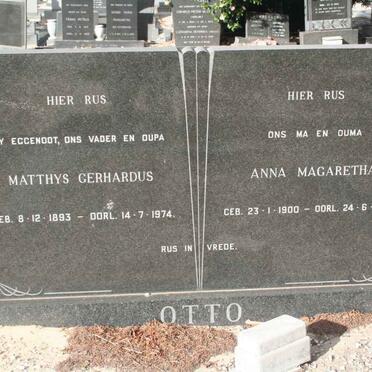 HIER RUS
Y EGGENOOT, ONS VADER EN OUPA
MATTHYS GERHARDUS
EB. 8-12-1893 – OORL. 14-7-1974.
HIER RUS
ONS MA EN OUMA
ANNA MAGARETHA
GEB. 23-1-1900 – OORL. 24-6-
RUS IN VREDE.
OTTO